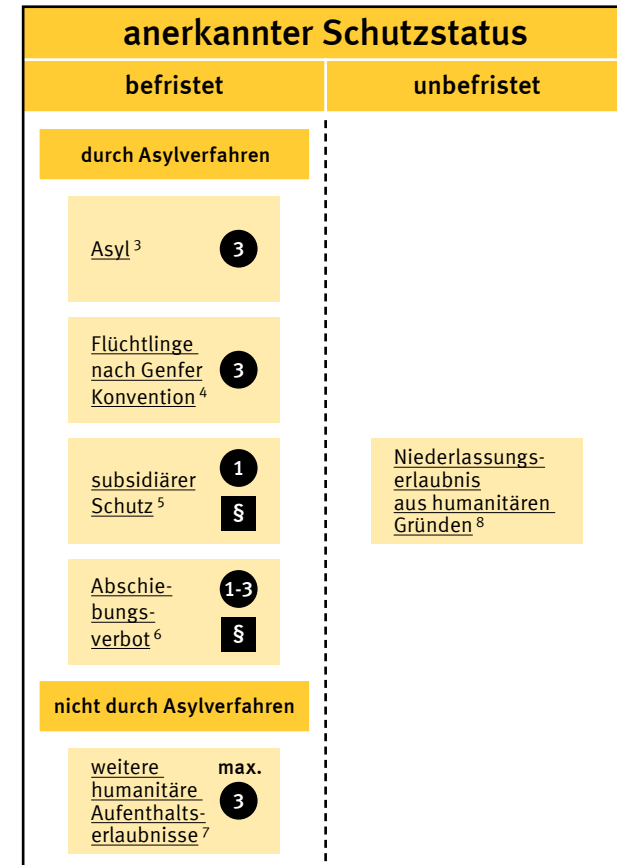 anerkannter Schutzstatus
befristet
unbefristet
durch Asylverfahren
Asyl 3
3
Flüchtlinge
nach Genfer
Konvention 4
3
subsidiärer
Schutz 5
1
§
Abschie-
bungs-
verbot 6
1-3
§
nicht durch Asylverfahren
weitere
humanitäre
Aufenthalts-
erlaubnisse 7
max.
3
Niederlassungs-
erlaubnis
aus humanitären
Gründen 8